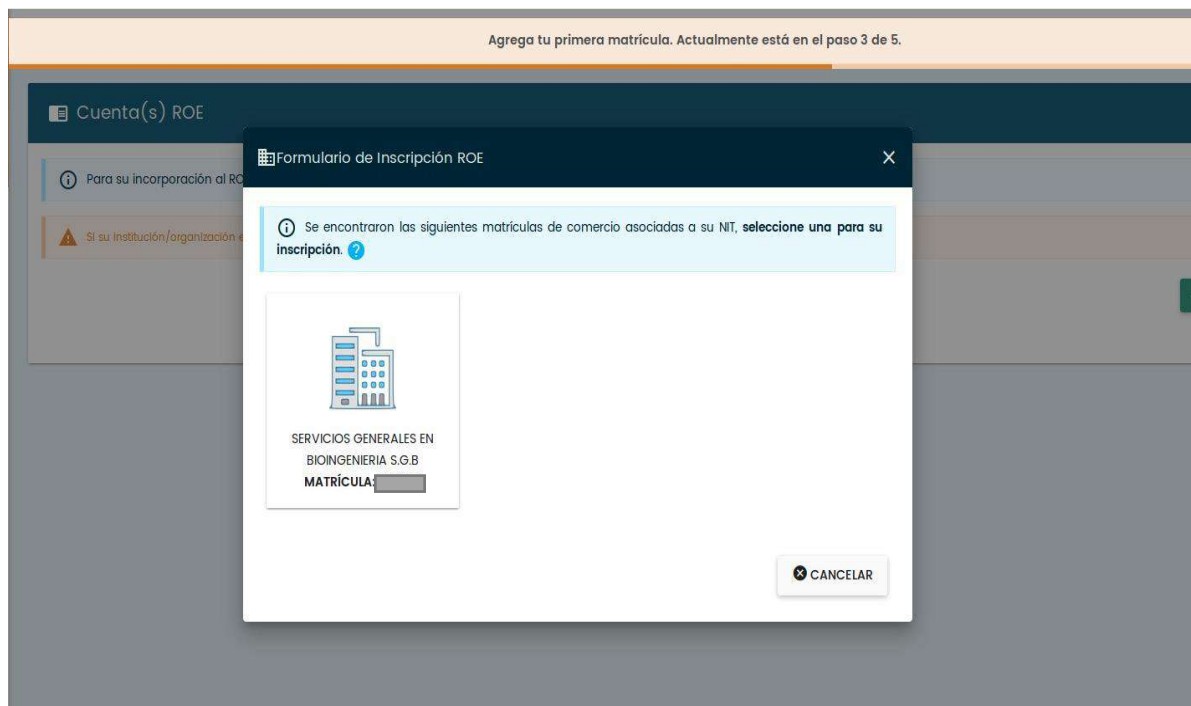 Agrega tu primera matrícula. Actualmente está en el paso 3 de 5.
Cuenta(s) ROE
Formulario de Inscripción ROE
Para su incorporación al
Se encontraron las siguientes matrículas de comercio asociadas a su NIT, seleccione una para su
inscripción.
Si su institución/organización
SERVICIOS GENERALES EN
BIOINGENIERIA S.G.B
MATRÍCULA:
CANCELAR